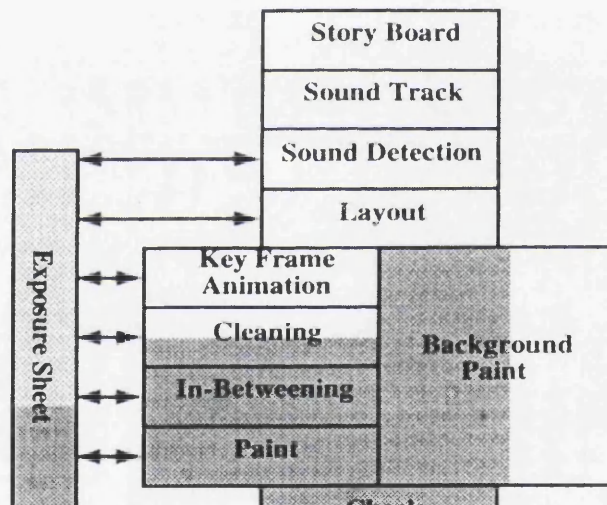 Story Board
Sound Track
Sound Detection
Layout
Exposure Sheet
Key Frame
Animation
Cleaning
In-Betweening
Paint
Background
Paint